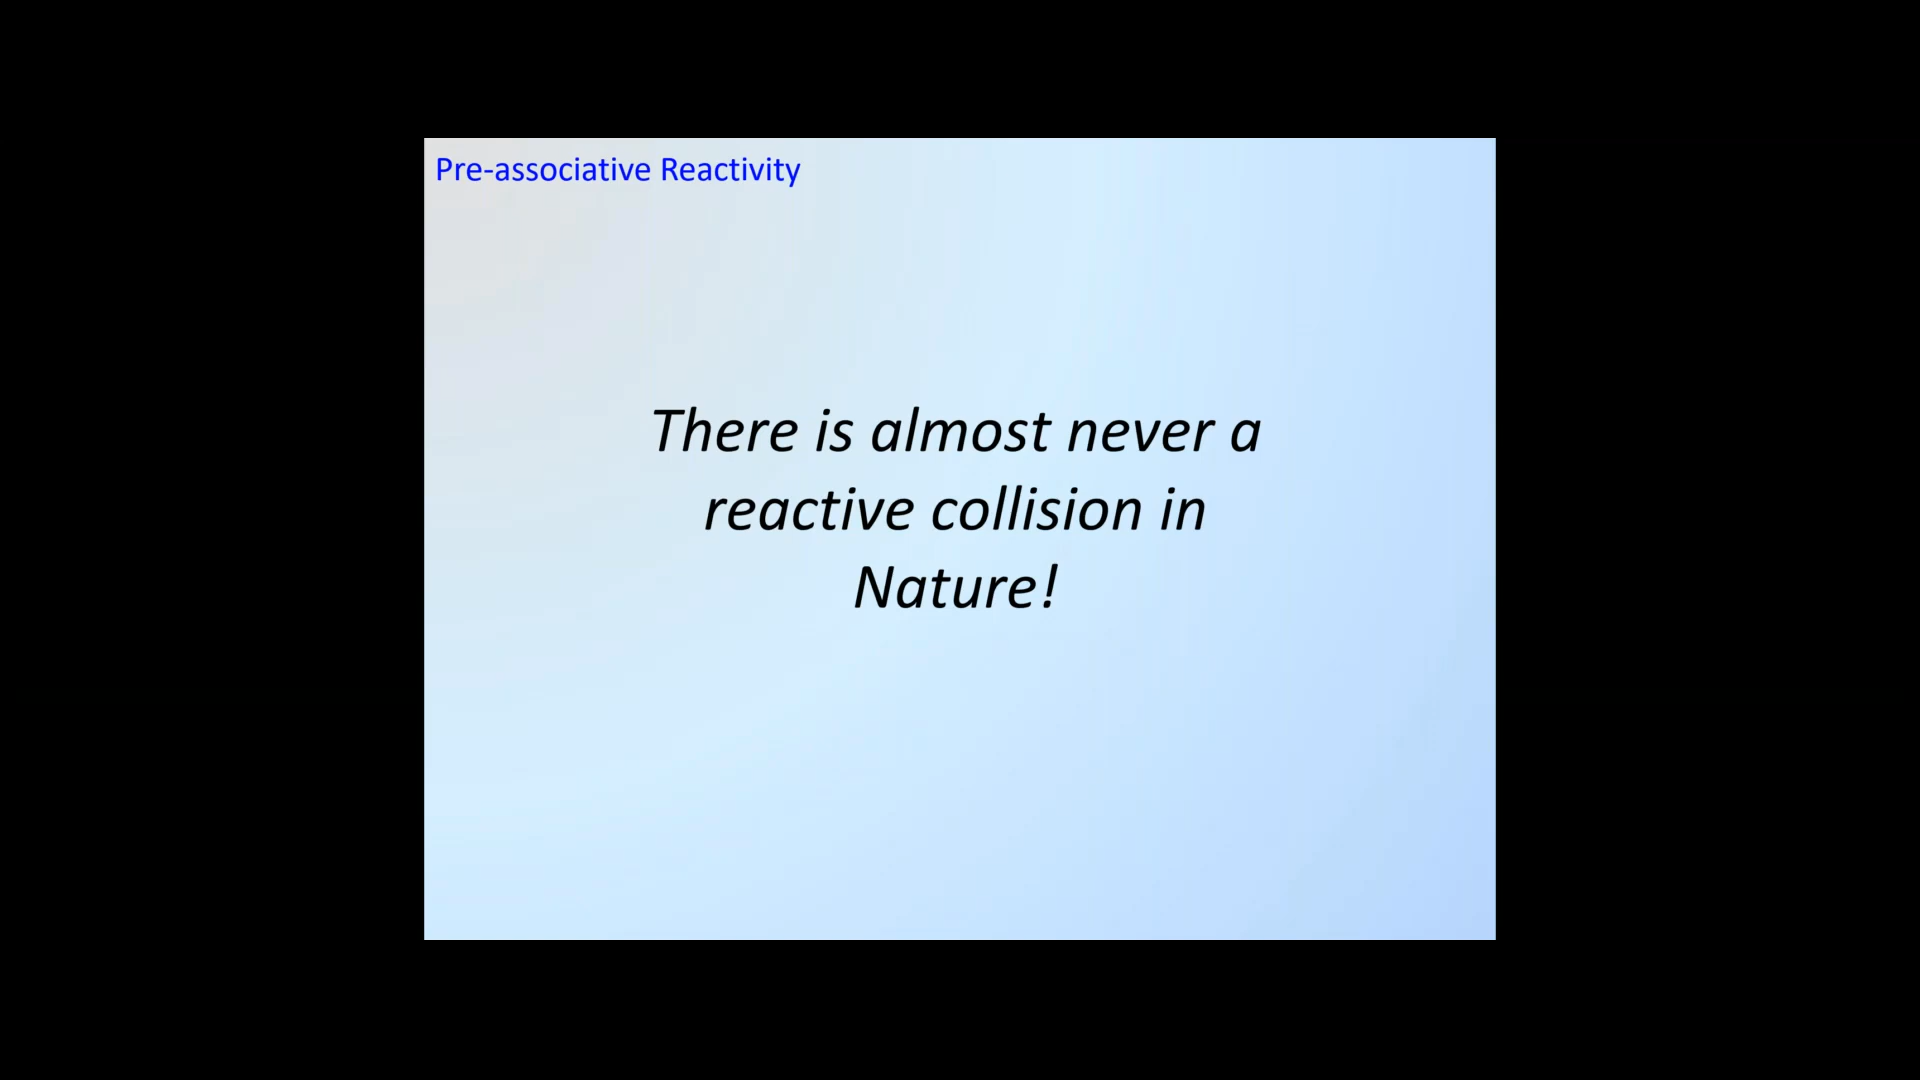 Pre-associative Reactivity
There is almost never a
reactive collision in
Nature!